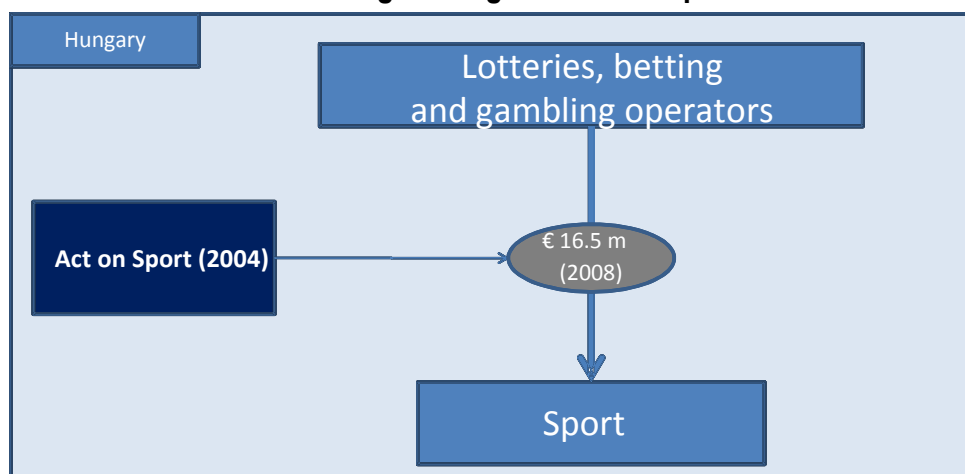 Hungary
Lotteries, betting
and gambling operators
€ 16.5 m
(2008)
Act on Sport (2004)
Sport